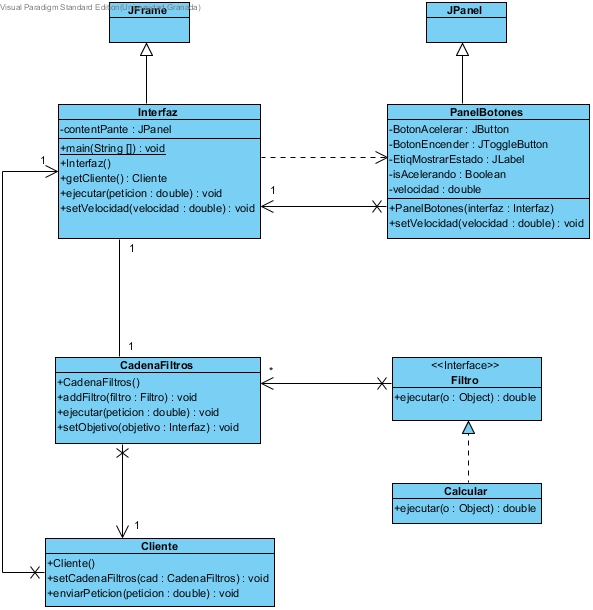 Visual Paradigm Standard Edition(Universidad Granada)
JFrame
JPanel
Interfaz
-contentPante : JPanel
+main(String []) : void
+Interfaz()
+getCliente() : Cliente
+ejecutar(peticion : double) : void
+setVelocidad(velocidad : double) : void
PanelBotones
-BotonAcelerar : JButton
-BotonEncender : JToggleButton
-EtiqMostrarEstado : JLabel
-isAcelerando : Boolean
-velocidad : double
+PanelBotones(interfaz : Interfaz)
+setVelocidad(velocidad : double) : void
1
1
1
1
*
CadenaFiltros
+CadenaFiltros()
+addFiltro(filtro : Filtro) : void
+ejecutar(peticion : double) : void
+setObjetivo(objetivo : Interfaz) : void
<<Interface>>
Filtro
+ejecutar(o : Object) : double
Calcular
+ejecutar(o : Object) : double
1
Cliente
+Cliente()
+setCadenaFiltros(cad : CadenaFiltros) : void
+enviarPeticion(peticion : double) : void